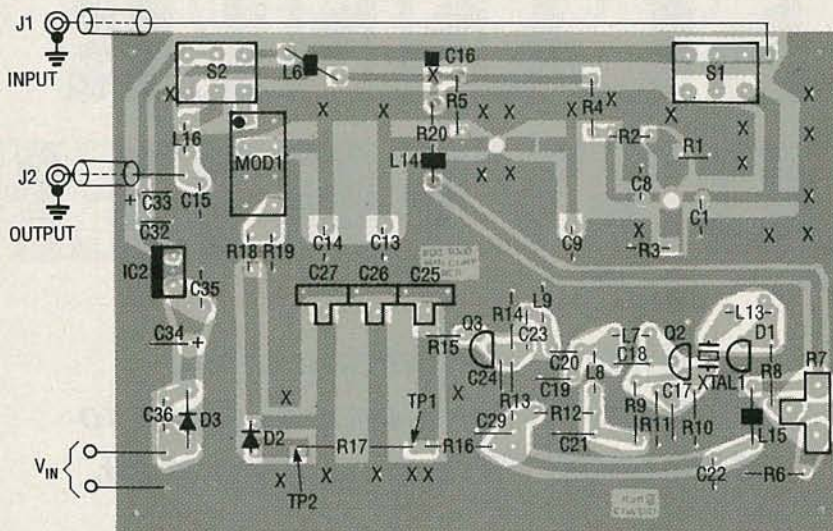 J1
INPUT
S2
L6
C16
S1
X
X
R5
R4
X
X
X
X
X
X
X
L16
R20
R2
R1
X
MOD1
L14
X
J2
OUTPUT
+
C33
C15
X
X
C8
X
X
C32
C14
C13
C9
R3
C1
X
X
IC2
R18
R19
C35
C27
C26
C25
L9
R14
C23
L13
C34
+
R15
Q3
C20
L7
C18
Q2
D1
C24
C19
L8
XTAL1
R8
R7
C17
C36
D3
X
X
TP1
R13
C29
R12
R9
R11
R10
L15
VIN
D2
R17
R16
C21
X
X
X
X
X
TP2
C22
R6